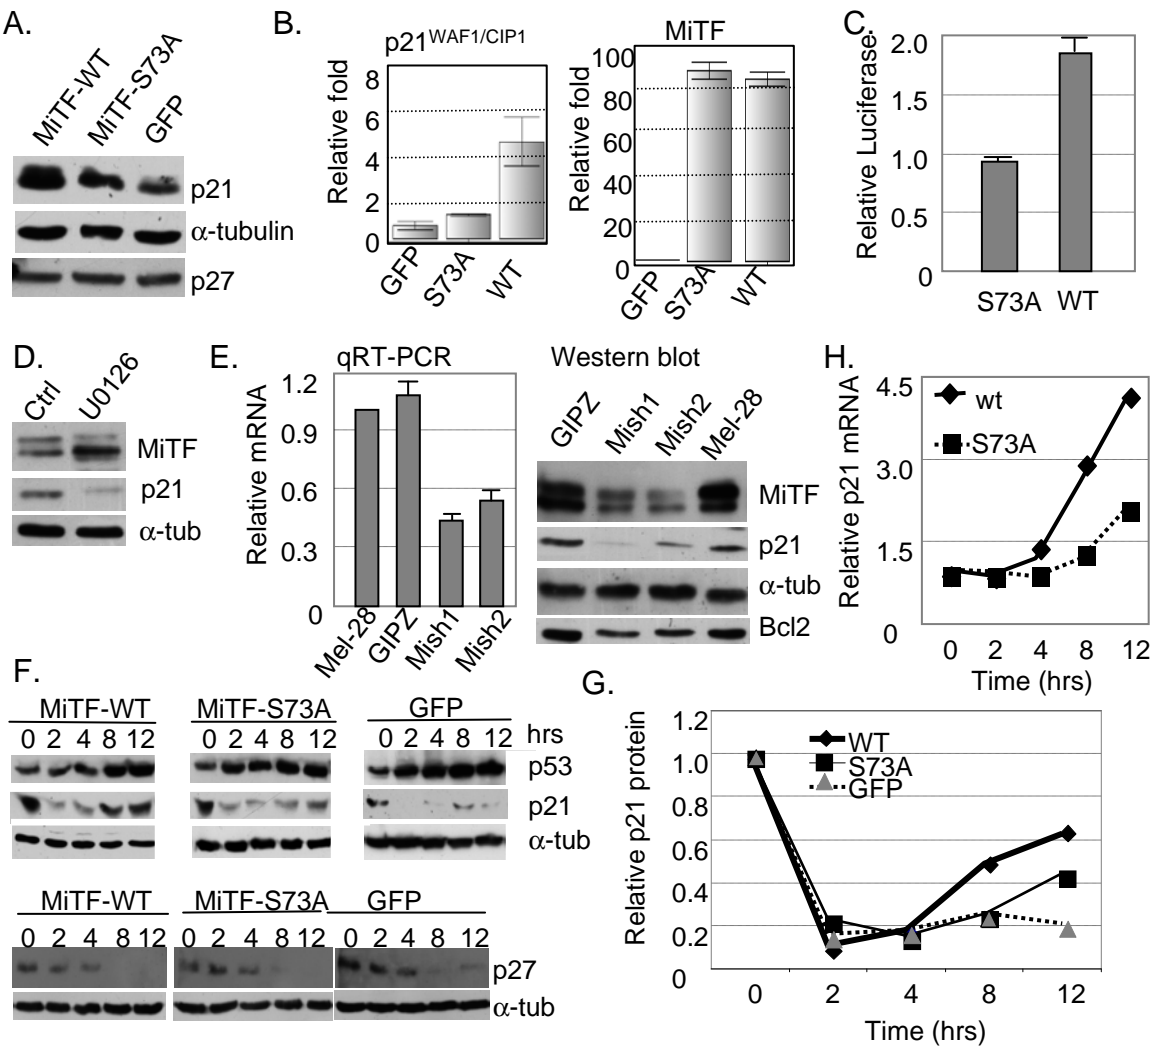 A.
MiTF-WT
MiTF-S73A
GFP
p21
α-tubulin
p27
B.
p21WAF1/CIP1
Relative fold
8
6
4
2
0
GFP
S73A
WT
MiTF
Relative fold
100
80
60
40
20
0
GFP
S73A
WT
C.
Relative Luciferase
2.0
1.5
1.0
0.5
0
S73A WT
D.
Ctrl
U0126
MiTF
p21
α-tub
E.
qRT-PCR
Relative mRNA
1.2
0.9
0.6
0.3
0
Mel-28
GIPZ
Mish1
Mish2
Western blot
GIPZ
Mish1
Mish2
Mel-28
MiTF
p21
α-tub
Bcl2
H.
Relative p21 mRNA
4.5
3.0
1.5
0
wt
S73A
0 2 4 8 12
Time (hrs)
F.
MiTF-WT MiTF-S73A GFP
0 2 4 8 12 0 2 4 8 12 0 2 4 8 12 hrs
p53
p21
α-tub
MiTF-WT MiTF-S73A GFP
0 2 4 8 12 0 2 4 8 12 0 2 4 8 12
p27
α-tub
G.
Relative p21 protein
1.2
1.0
0.8
0.6
0.4
0.2
0
WT
S73A
GFP
0 2 4 8 12
Time (hrs)